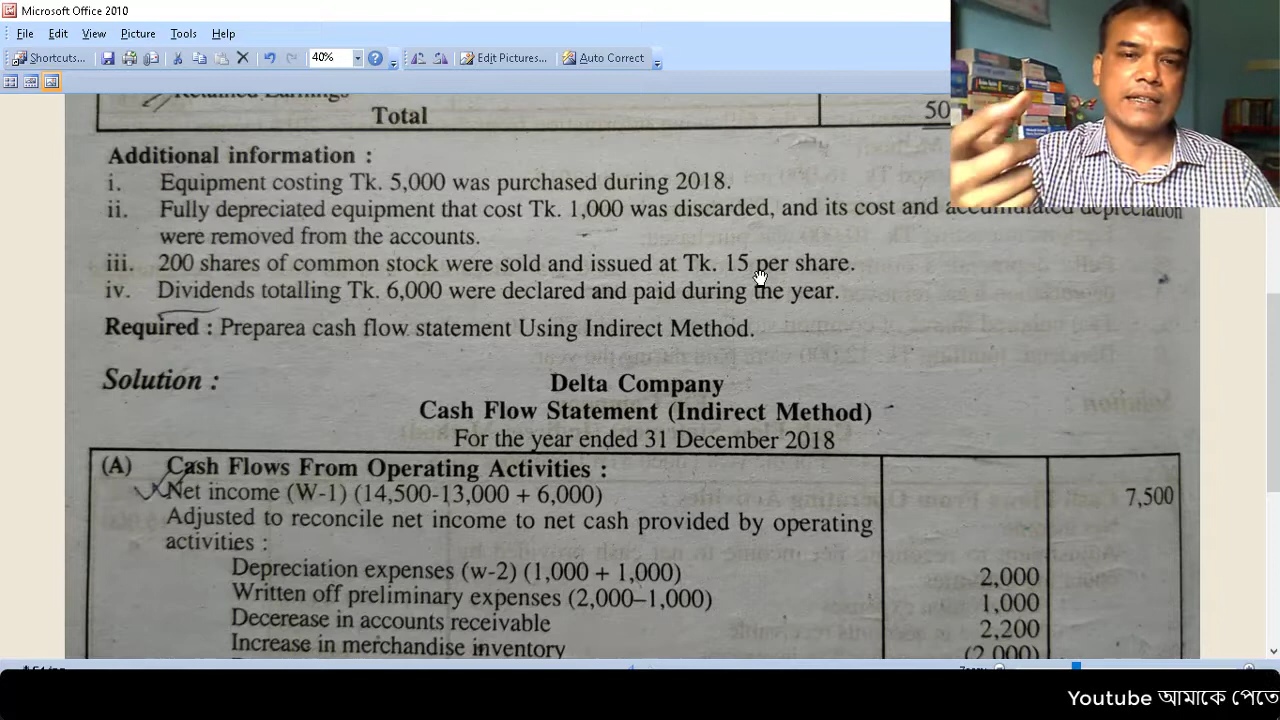 Microsoft Office 2010
File Edit View Picture Tools Help
Shortcuts... 40% Edit Pictures... Auto Correct
Retained Earnings
Total 50
Additional information :
i. Equipment costing Tk. 5,000 was purchased during 2018.
ii. Fully depreciated equipment that cost Tk. 1,000 was discarded, and its cost and accumulated depreciation
were removed from the accounts.
iii. 200 shares of common stock were sold and issued at Tk. 15 per share.
iv. Dividends totalling Tk. 6,000 were declared and paid during the year.
Required : Preparea cash flow statement Using Indirect Method.
Solution : Delta Company
Cash Flow Statement (Indirect Method)
For the year ended 31 December 2018
(A) Cash Flows From Operating Activities :
Net income (W-1) (14,500-13,000 + 6,000) 7,500
Adjusted to reconcile net income to net cash provided by operating
activities :
Depreciation expenses (w-2) (1,000 + 1,000) 2,000
Written off preliminary expenses (2,000–1,000) 1,000
Decerease in accounts receivable 2,200
Increase in merchandise inventory (2,000)
Youtube আমাকে পেতে